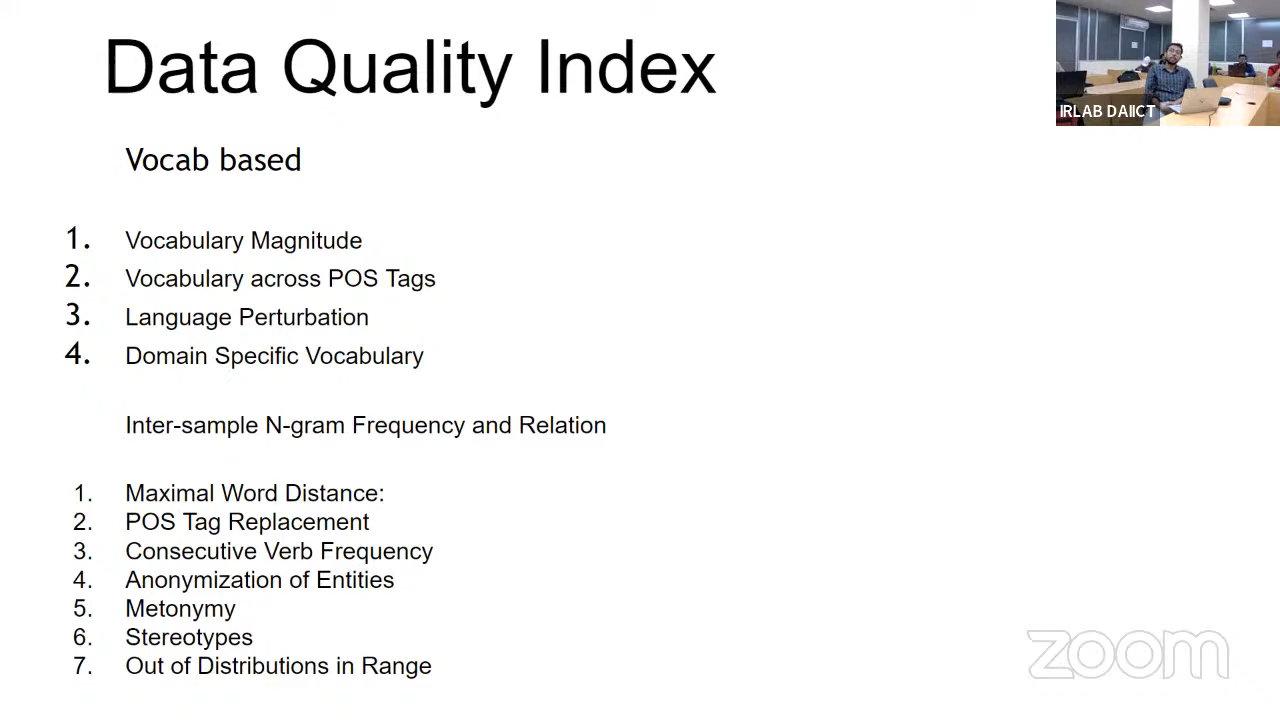 Data Quality Index
IRLAB DAIICT
Vocab based
1. Vocabulary Magnitude
2. Vocabulary across POS Tags
3. Language Perturbation
4. Domain Specific Vocabulary
Inter-sample N-gram Frequency and Relation
1. Maximal Word Distance:
2. POS Tag Replacement
3. Consecutive Verb Frequency
4. Anonymization of Entities
5. Metonymy
6. Stereotypes
7. Out of Distributions in Range
zoom